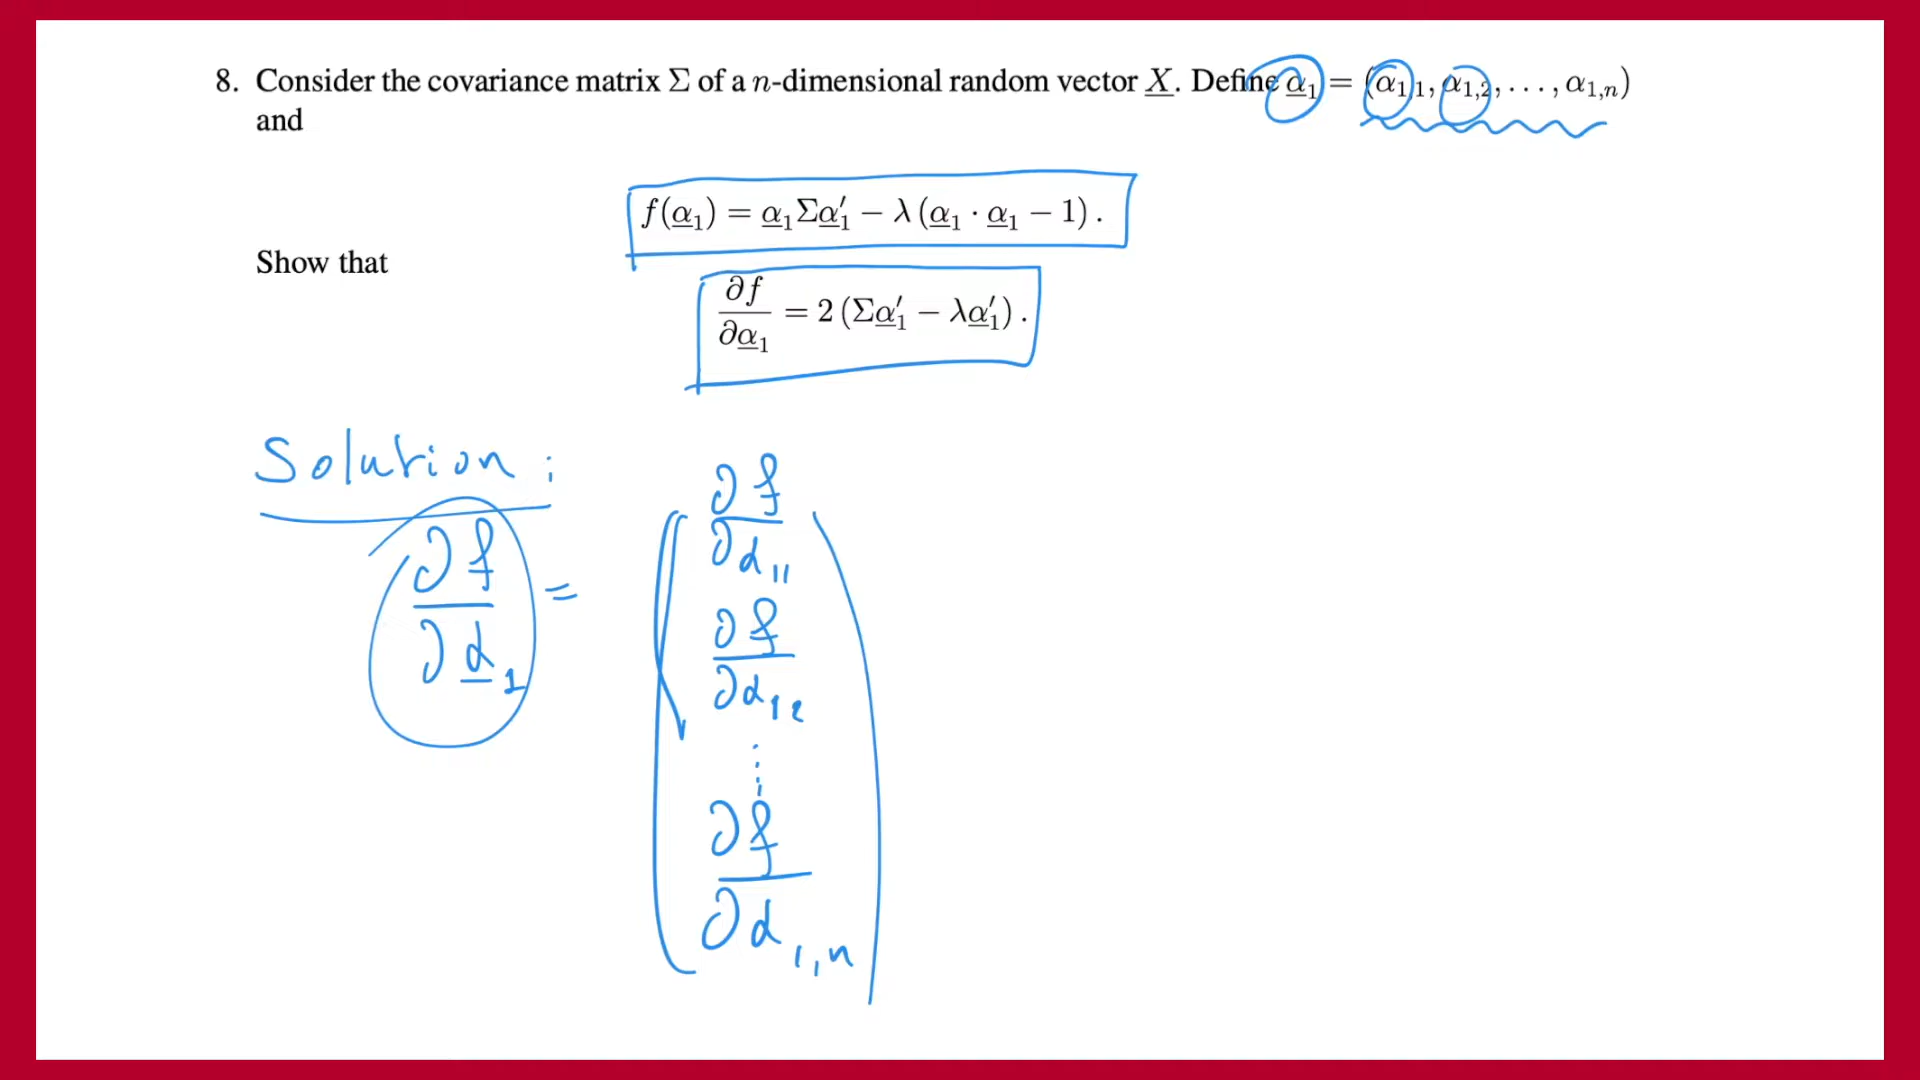 8. Consider the covariance matrix Σ of a n-dimensional random vector X. Define α₁ = (α₁,₁, α₁,₂, . . . , α₁,ₙ)
and
f(α₁) = α₁Σα₁′ − λ (α₁ · α₁ − 1) .
Show that
∂f/∂α₁ = 2 (Σα₁′ − λα₁′) .
Solution :
∂f/∂α₁ = ( ∂f/∂α₁₁
∂f/∂α₁₂
⋮
∂f/∂α₁,ₙ )